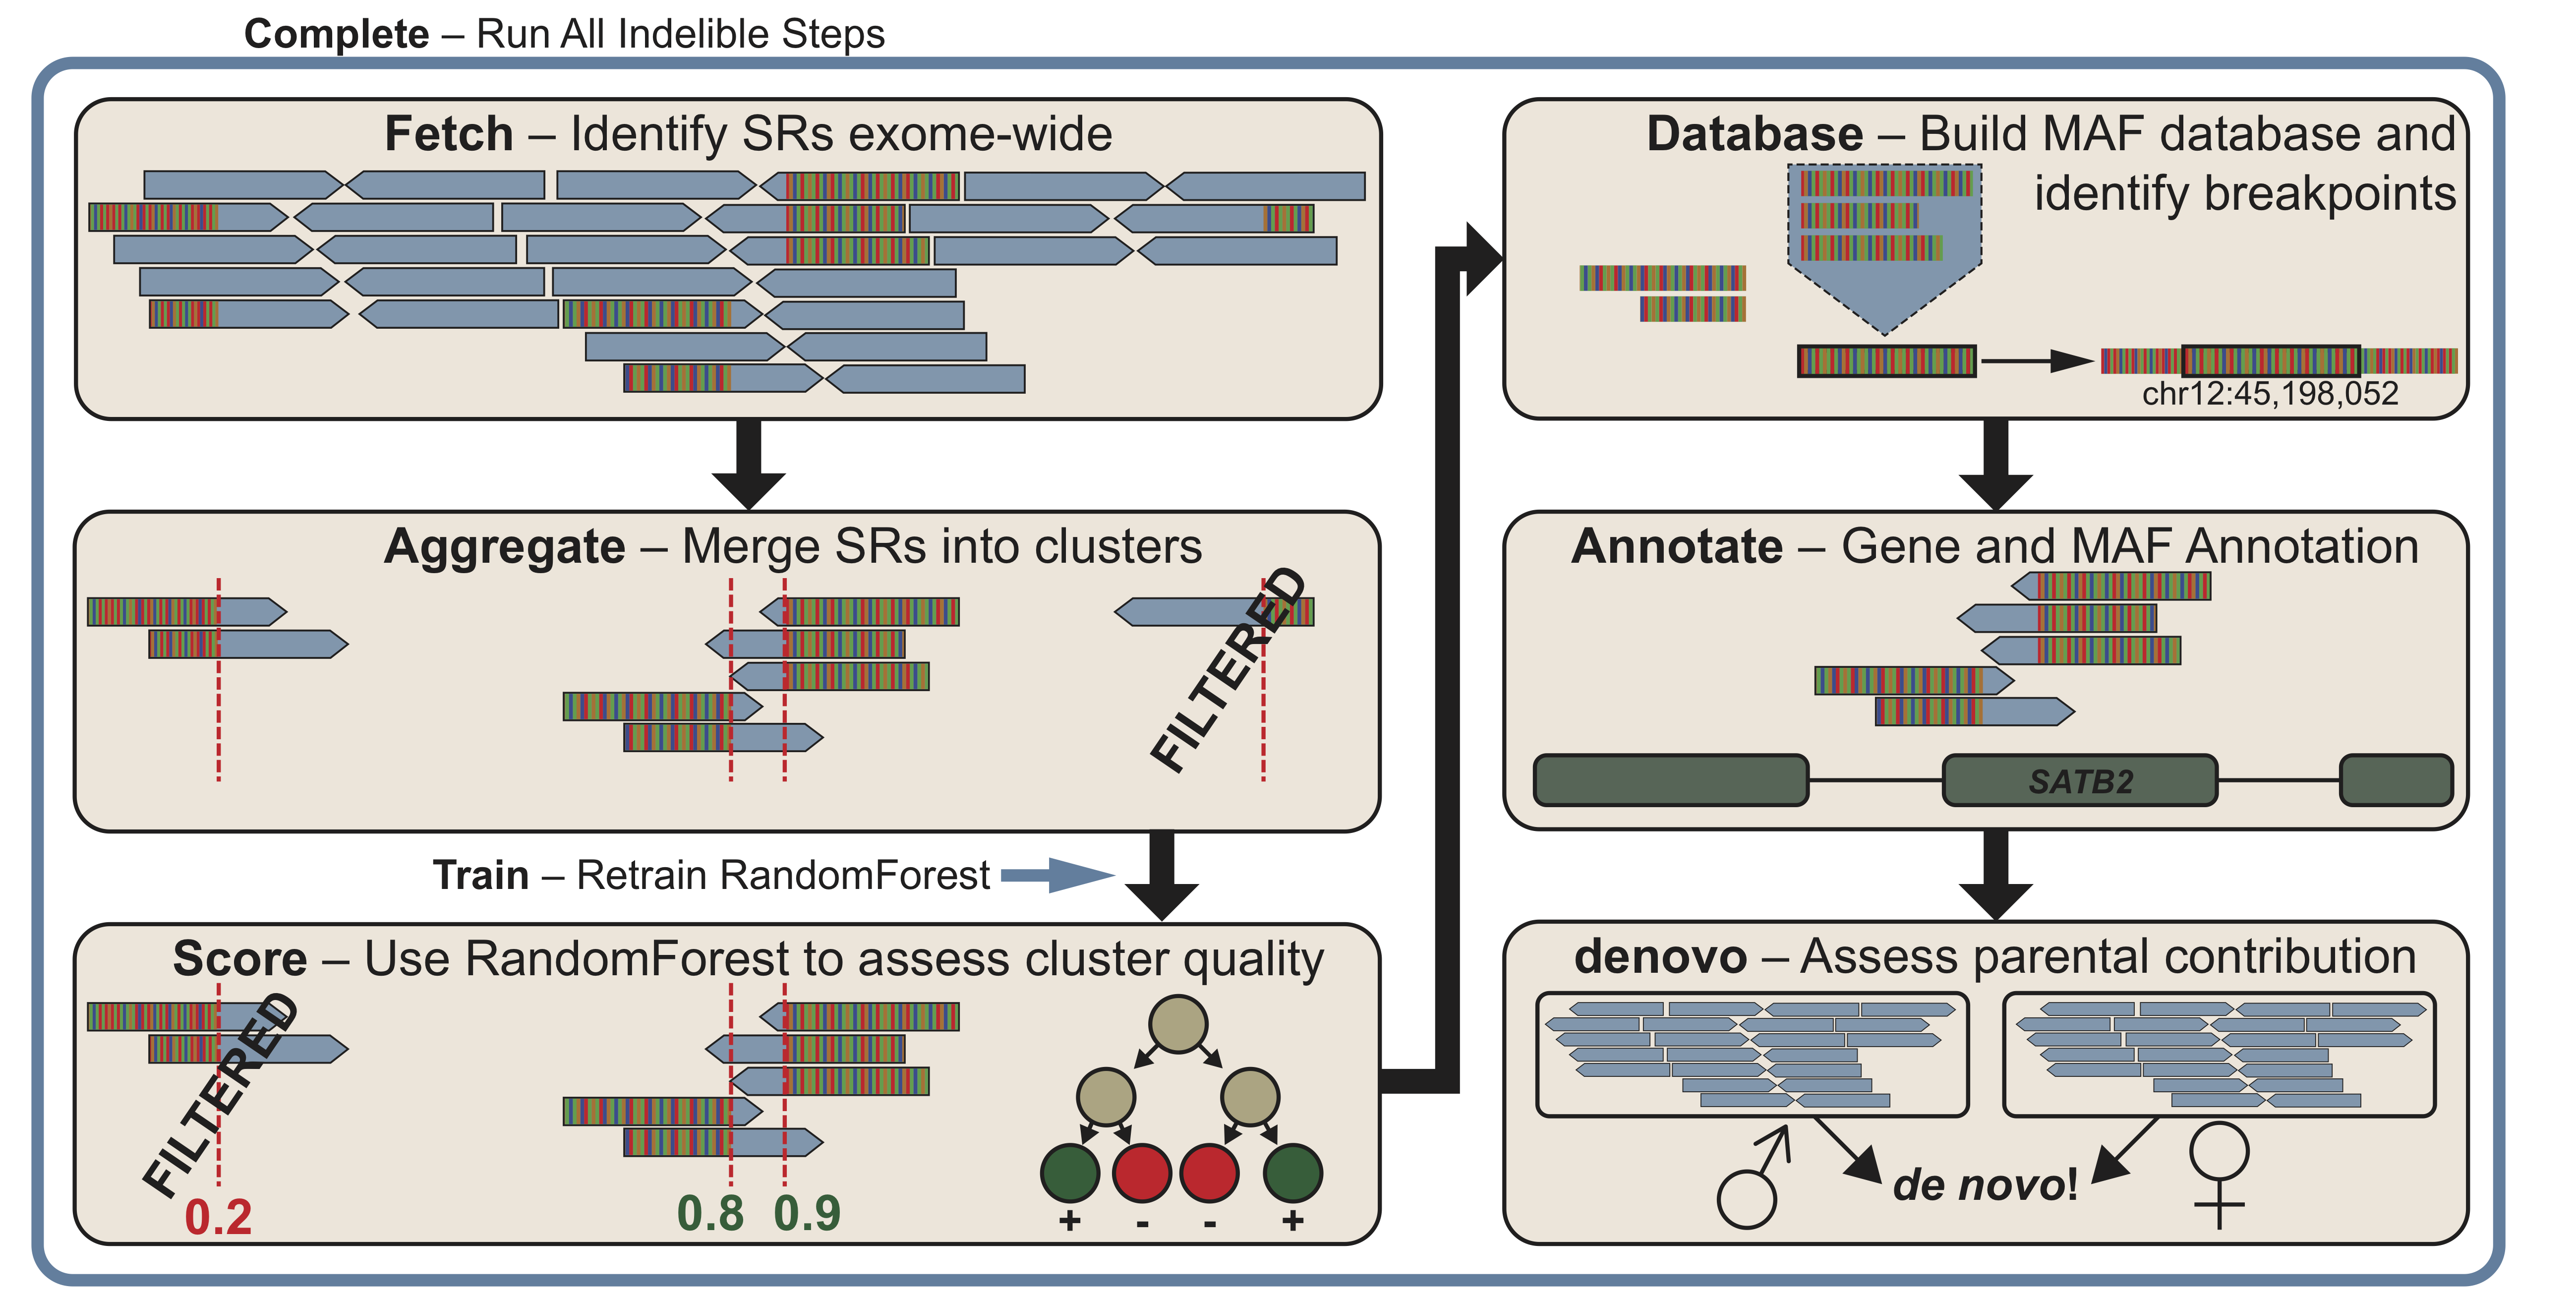 Complete – Run All Indelible Steps
Fetch – Identify SRs exome-wide
Aggregate – Merge SRs into clusters
FILTERED
Train – Retrain RandomForest
Score – Use RandomForest to assess cluster quality
FILTERED
0.2
0.8
0.9
+ - - +
Database – Build MAF database and
identify breakpoints
chr12:45,198,052
Annotate – Gene and MAF Annotation
SATB2
denovo – Assess parental contribution
♂ de novo! ♀